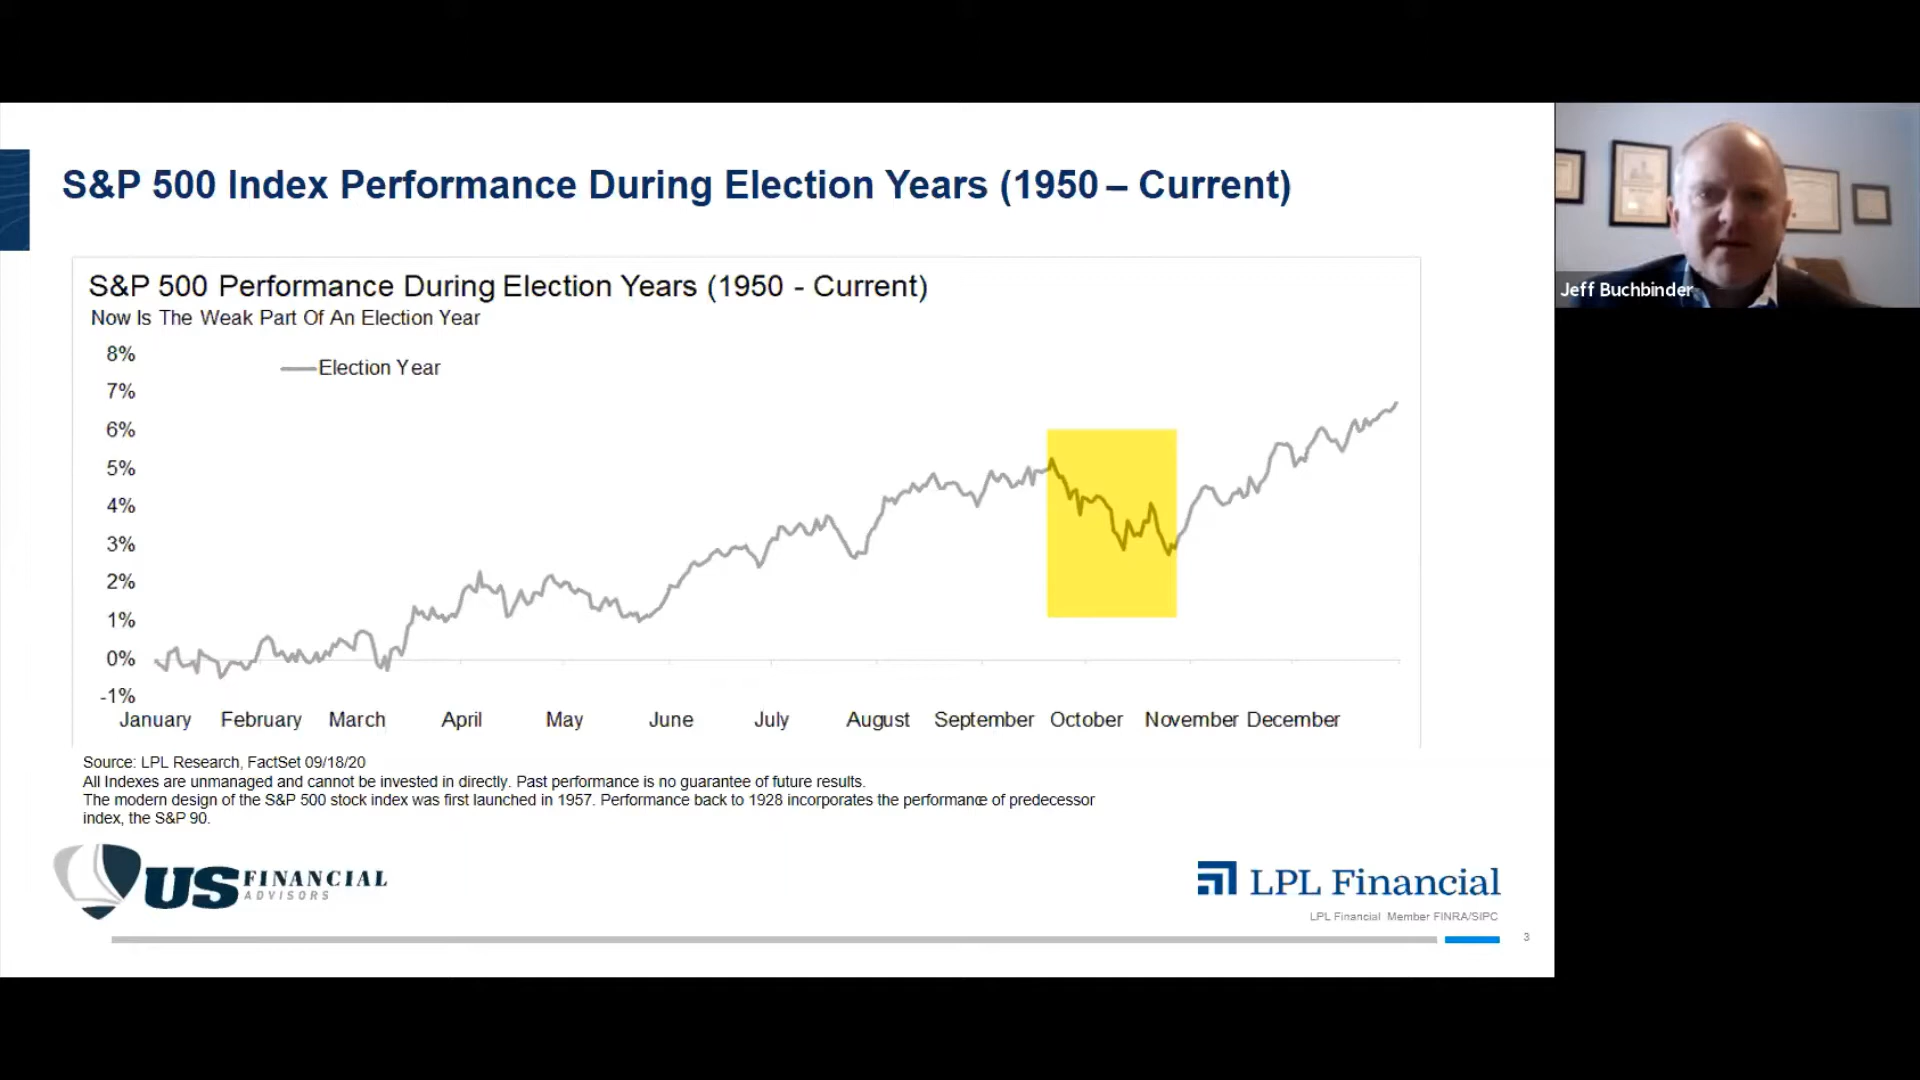 S&P 500 Index Performance During Election Years (1950 – Current)
Jeff Buchbinder
S&P 500 Performance During Election Years (1950 - Current)
Now Is The Weak Part Of An Election Year
Election Year
8%
7%
6%
5%
4%
3%
2%
1%
0%
-1%
January February March April May June July August September October November December
Source: LPL Research, FactSet 09/18/20
All Indexes are unmanaged and cannot be invested in directly. Past performance is no guarantee of future results.
The modern design of the S&P 500 stock index was first launched in 1957. Performance back to 1928 incorporates the performance of predecessor
index, the S&P 90.
US FINANCIAL
ADVISORS
LPL Financial
LPL Financial Member FINRA/SIPC
3